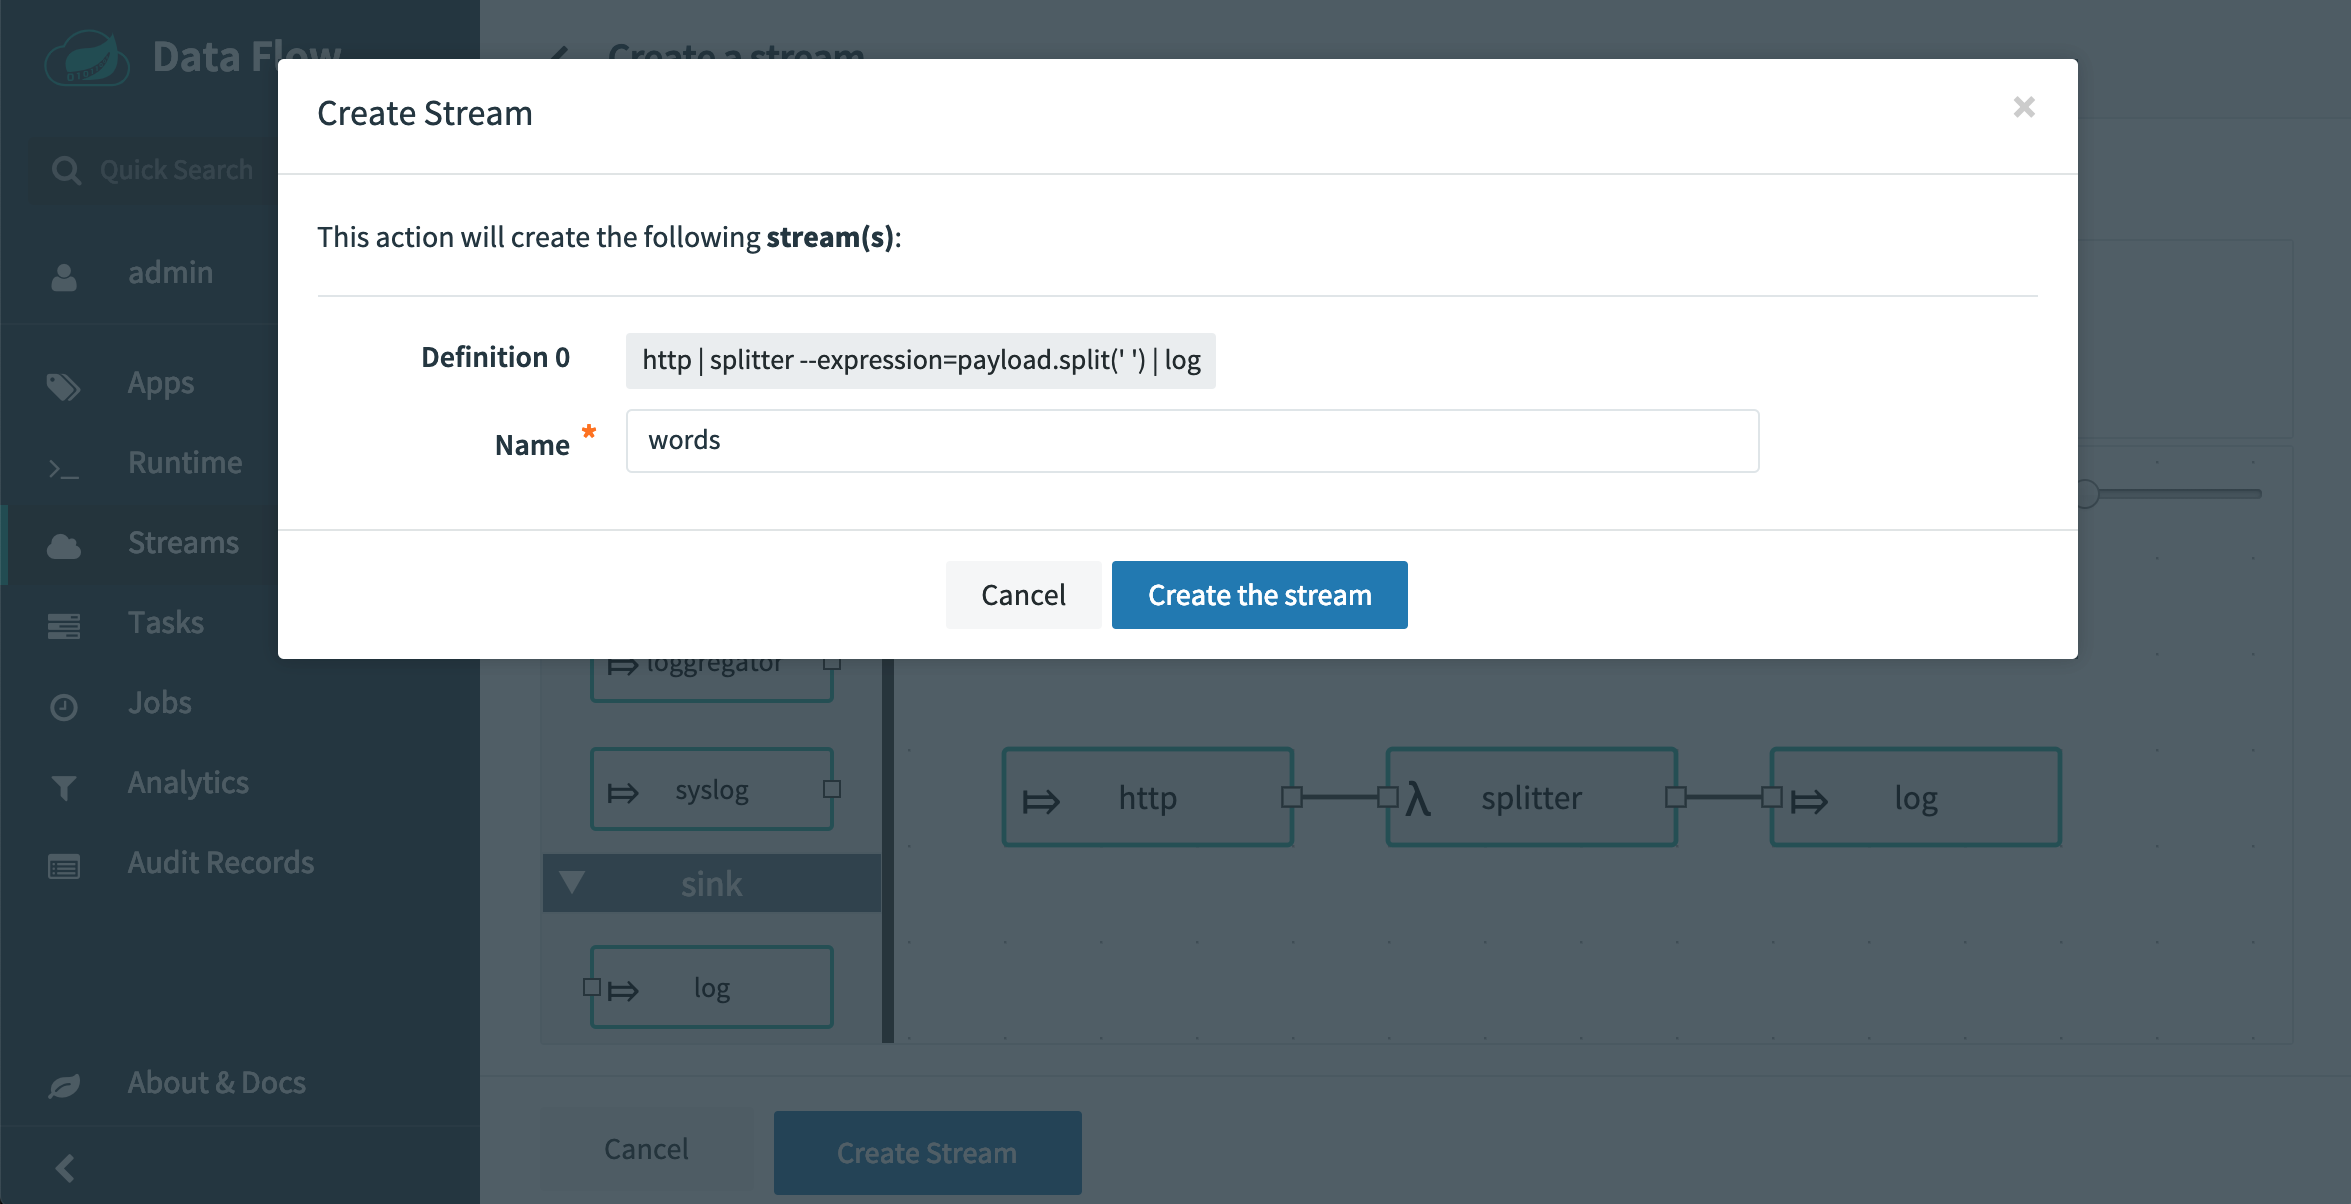 Data Flow
Create a stream
Quick Search
admin
Apps
Runtime
Streams
Tasks
Jobs
Analytics
Audit Records
About & Docs
Create Stream
×
This action will create the following stream(s):
Definition 0
http | splitter --expression=payload.split(' ') | log
Name *
words
Cancel
Create the stream
loggregator
syslog
sink
log
http
λ splitter
log
Cancel
Create Stream